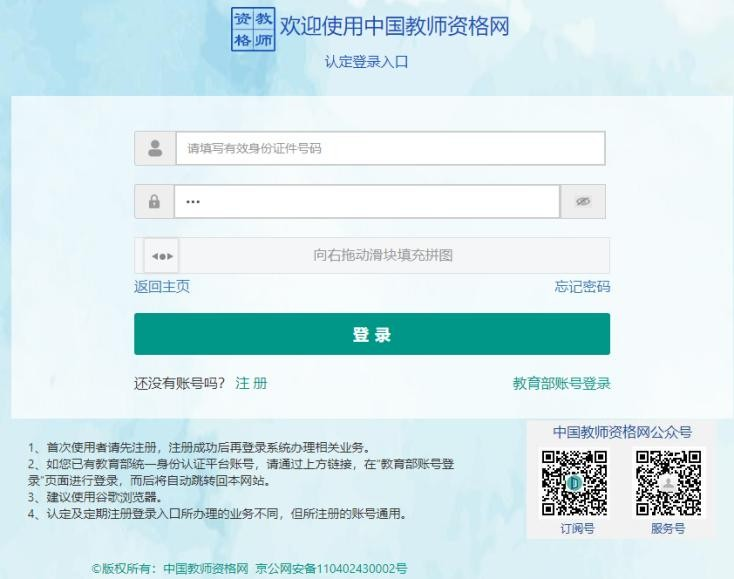 资教
格师
欢迎使用中国教师资格网
认定登录入口
请填写有效身份证件号码
•••
向右拖动滑块填充拼图
返回主页 忘记密码
登 录
还没有账号吗? 注 册 教育部账号登录
1、首次使用者请先注册，注册成功后再登录系统办理相关业务。
2、如您已有教育部统一身份认证平台账号，请通过上方链接，在"教育部账号登
录"页面进行登录，而后将自动跳转回本网站。
3、建议使用谷歌浏览器。
4、认定及定期注册登录入口所办理的业务不同，但所注册的账号通用。
中国教师资格网公众号
订阅号 服务号
©版权所有：中国教师资格网 京公网安备110402430002号